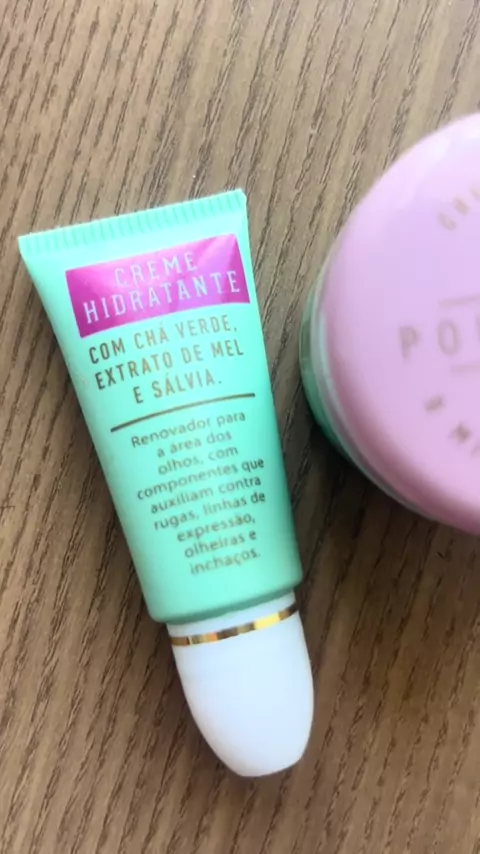 CREME
HIDRATANTE
COM CHÁ VERDE,
EXTRATO DE MEL
E SÁLVIA.
Renovador para
a área dos
olhos, com
componentes que
auxiliam contra
rugas, linhas de
expressão,
olheiras e
inchaços.